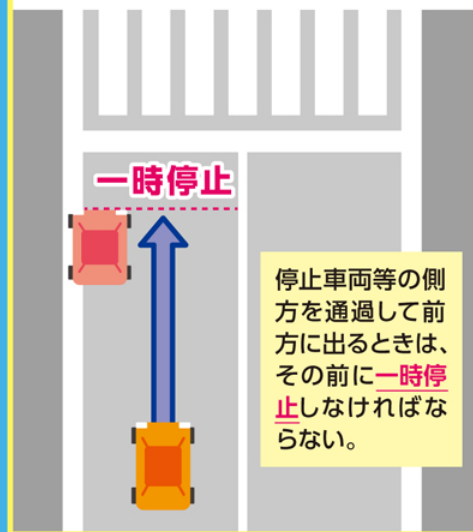 一時停止
停止車両等の側
方を通過して前
方に出るときは、
その前に一時停
止しなければな
らない。